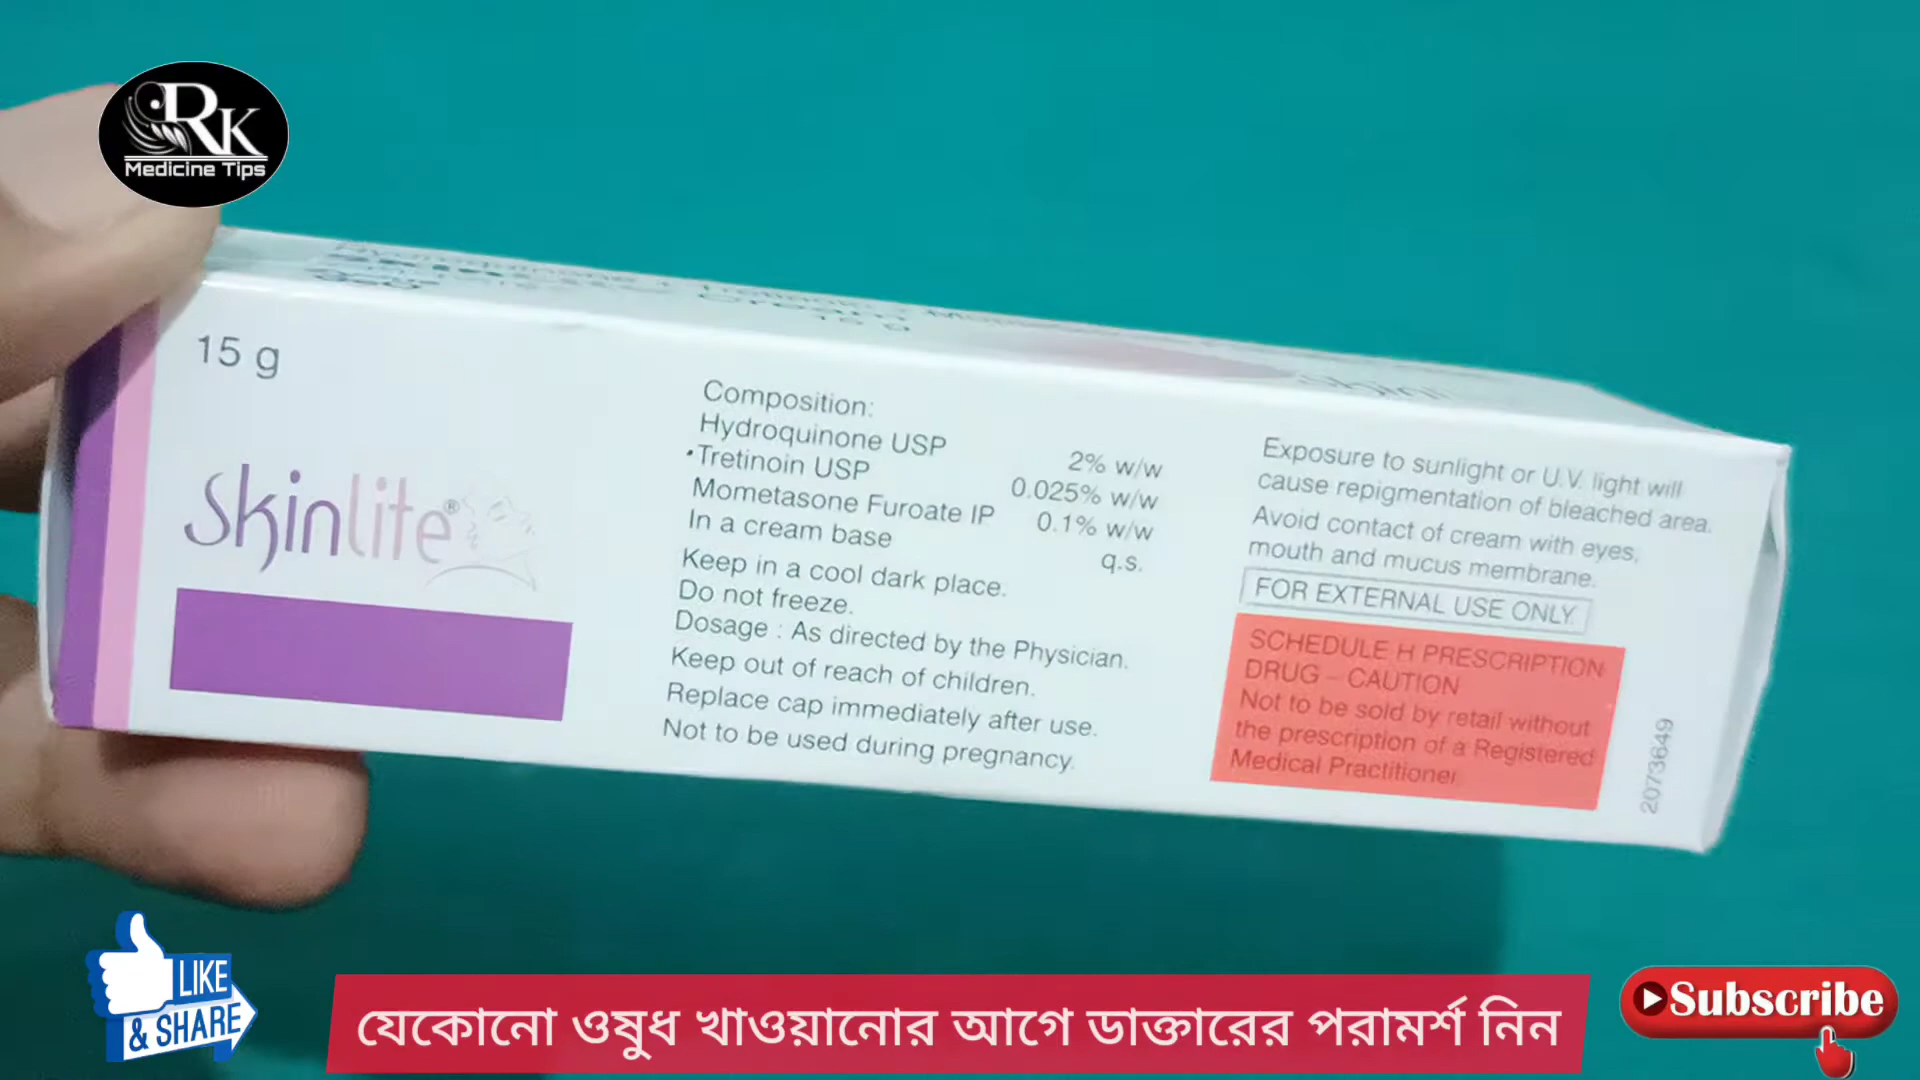 RK
Medicine Tips
15 g
Skinlite®
Composition:
Hydroquinone USP 2% w/w
Tretinoin USP 0.025% w/w
Mometasone Furoate IP 0.1% w/w
In a cream base q.s.
Keep in a cool dark place.
Do not freeze.
Dosage : As directed by the Physician.
Keep out of reach of children.
Replace cap immediately after use.
Not to be used during pregnancy.
Exposure to sunlight or U.V. light will
cause repigmentation of bleached area.
Avoid contact of cream with eyes,
mouth and mucus membrane.
FOR EXTERNAL USE ONLY.
SCHEDULE H PRESCRIPTION
DRUG – CAUTION
Not to be sold by retail without
the prescription of a Registered
Medical Practitioner.
2073649
LIKE
& SHARE
যেকোনো ওষুধ খাওয়ানোর আগে ডাক্তারের পরামর্শ নিন
Subscribe